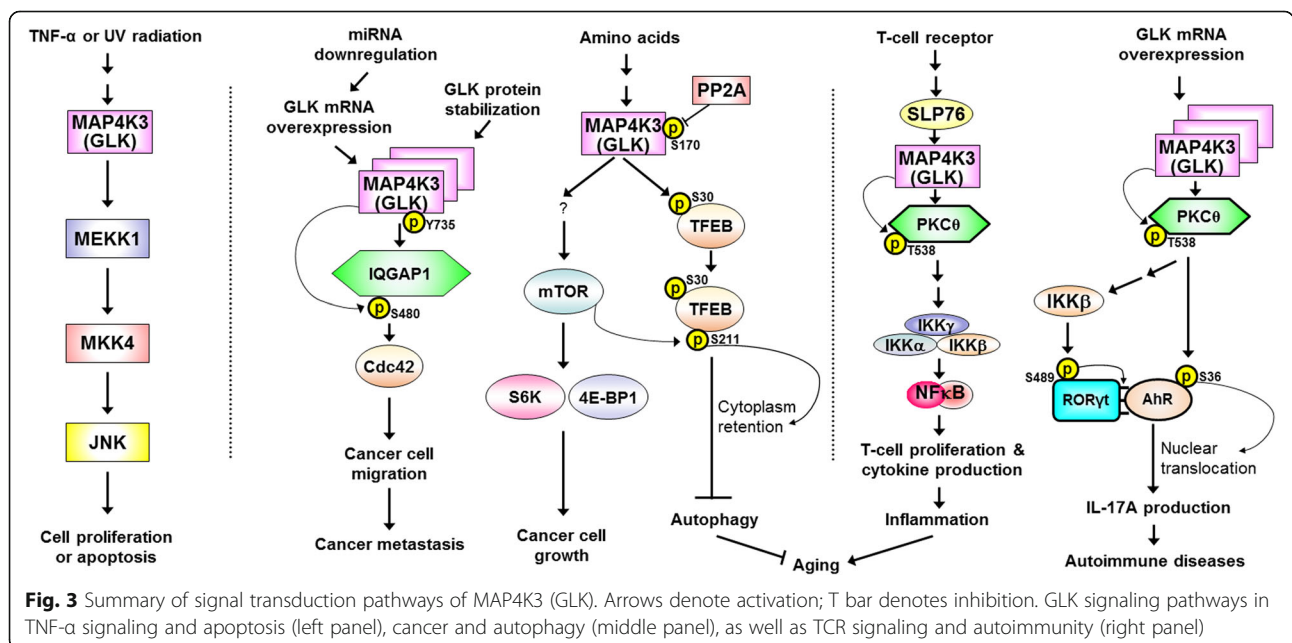 TNF-α or UV radiation
MAP4K3
(GLK)
MEKK1
MKK4
JNK
Cell proliferation
or apoptosis
miRNA
downregulation
GLK mRNA
overexpression
GLK protein
stabilization
MAP4K3
(GLK)
p
Y735
IQGAP1
p
S480
Cdc42
Cancer cell
migration
Cancer metastasis
Amino acids
PP2A
MAP4K3
(GLK)
p
S170
?
mTOR
S6K
4E-BP1
Cancer cell
growth
p
S30
TFEB
p
S30
TFEB
p
S211
Cytoplasm
retention
Autophagy
Aging
T-cell receptor
SLP76
MAP4K3
(GLK)
PKCθ
p
T538
IKKγ
IKKα
IKKβ
NFκB
T-cell proliferation &
cytokine production
Inflammation
GLK mRNA
overexpression
MAP4K3
(GLK)
PKCθ
p
T538
IKKβ
S489
p
RORγt
p
S36
AhR
Nuclear
translocation
IL-17A production
Autoimmune diseases
Fig. 3 Summary of signal transduction pathways of MAP4K3 (GLK). Arrows denote activation; T bar denotes inhibition. GLK signaling pathways in
TNF-α signaling and apoptosis (left panel), cancer and autophagy (middle panel), as well as TCR signaling and autoimmunity (right panel)